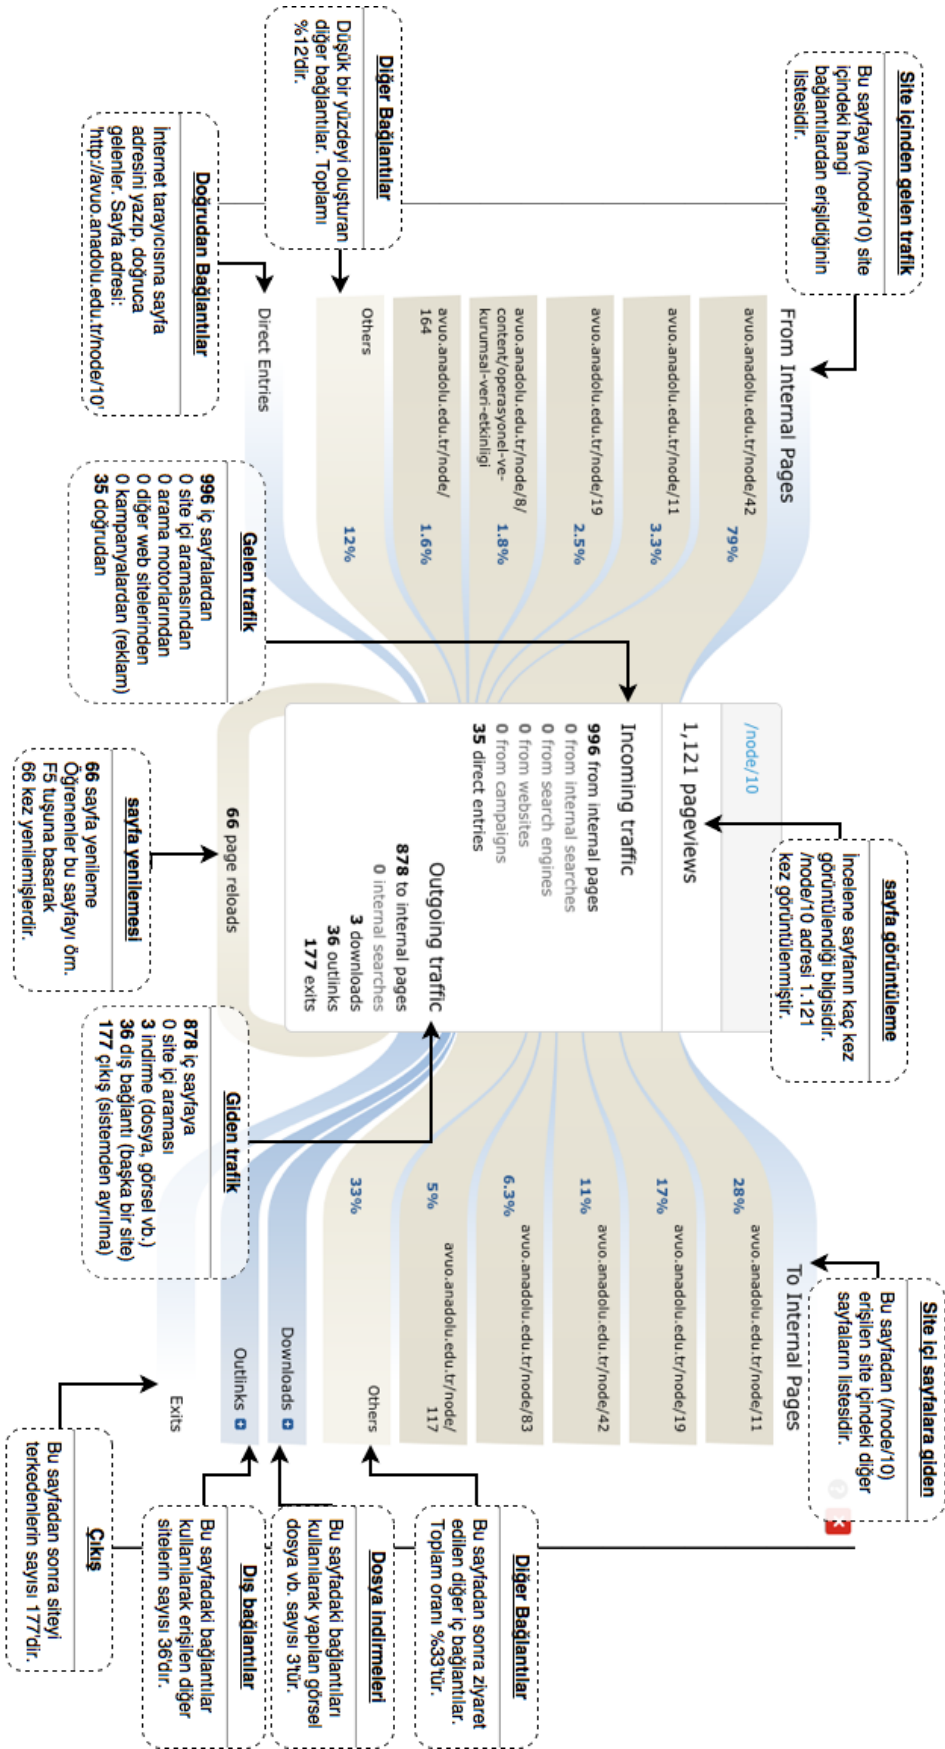 Site içinden gelen trafik
Bu sayfaya (/node/10) site
içindeki hangi
bağlantılardan erişildiğinin
listesidir.
Diğer Bağlantılar
Düşük bir yüzdeyi oluşturan
diğer bağlantılar. Toplamı
%12'dir.
Doğrudan Bağlantılar
İnternet tarayıcısına sayfa
adresini yazıp, doğruca
gelenler. Sayfa adresi:
'http://avuo.anadolu.edu.tr/node/10'
From Internal Pages
avuo.anadolu.edu.tr/node/42
79%
avuo.anadolu.edu.tr/node/11
3.3%
avuo.anadolu.edu.tr/node/19
2.5%
avuo.anadolu.edu.tr/node/8/
content/operasyonel-ve-
kurumsal-veri-etkinligi
1.8%
avuo.anadolu.edu.tr/node/
164
1.6%
Others
12%
Direct Entries
Gelen trafik
996 iç sayfalardan
0 site içi aramasından
0 arama motorlarından
0 diğer web sitelerinden
0 kampanyalardan (reklam)
35 doğrudan
sayfa görüntüleme
İncelene sayfanın kaç kez
görüntülendiği bilgisidir.
/node/10 adresi 1.121
kez görüntülenmiştir.
/node/10
1,121 pageviews
Incoming traffic
996 from internal pages
0 from internal searches
0 from search engines
0 from websites
0 from campaigns
35 direct entries
Outgoing traffic
878 to internal pages
0 internal searches
3 downloads
36 outlinks
177 exits
66 page reloads
sayfa yenilemesi
66 sayfa yenileme
Öğrenenler bu sayfayı örn.
F5 tuşuna basarak
66 kez yenilemişlerdir.
Giden trafik
878 iç sayfaya
0 site içi araması
3 indirme (dosya, görsel vb.)
36 dış bağlantı (başka bir site)
177 çıkış (sistemden ayrılma)
Site içi sayfalara giden
Bu sayfadan (/node/10)
erişilen site içindeki diğer
sayfaların listesidir.
To Internal Pages
28%
avuo.anadolu.edu.tr/node/11
17%
avuo.anadolu.edu.tr/node/19
11%
avuo.anadolu.edu.tr/node/42
6.3%
avuo.anadolu.edu.tr/node/83
5%
avuo.anadolu.edu.tr/node/
117
33%
Others
Downloads
Outlinks
Exits
Diğer Bağlantılar
Bu sayfadan sonra ziyaret
edilen diğer iç bağlantılar.
Toplam oranı %33'tür.
Dosya indirmeleri
Bu sayfadaki bağlantıları
kullanılarak yapılan görsel
dosya vb. sayısı 3'tür.
Dış bağlantılar
Bu sayfadaki bağlantılar
kullanılarak erişilen diğer
sitelerin sayısı 36'dır.
Çıkış
Bu sayfadan sonra siteyi
terkedenlerin sayısı 177'dir.